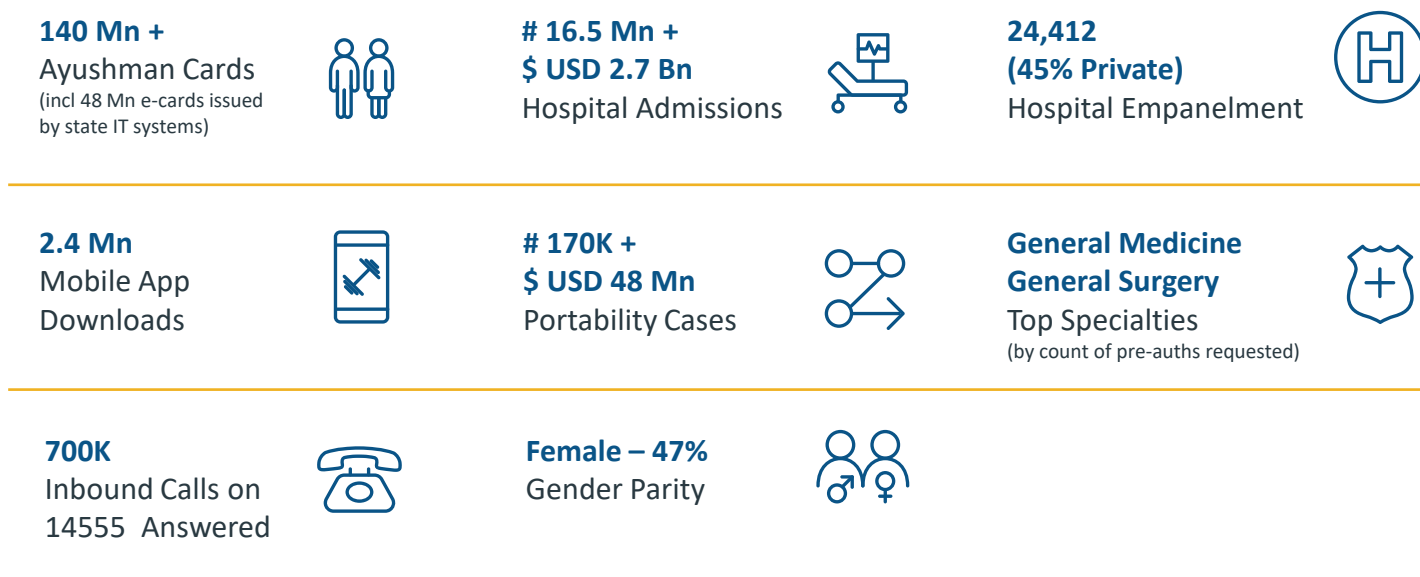 140 Mn +
Ayushman Cards
(incl 48 Mn e-cards issued
by state IT systems)
# 16.5 Mn +
$ USD 2.7 Bn
Hospital Admissions
24,412
(45% Private)
Hospital Empanelment
H
2.4 Mn
Mobile App
Downloads
# 170K +
$ USD 48 Mn
Portability Cases
General Medicine
General Surgery
Top Specialties
(by count of pre-auths requested)
700K
Inbound Calls on
14555 Answered
Female – 47%
Gender Parity